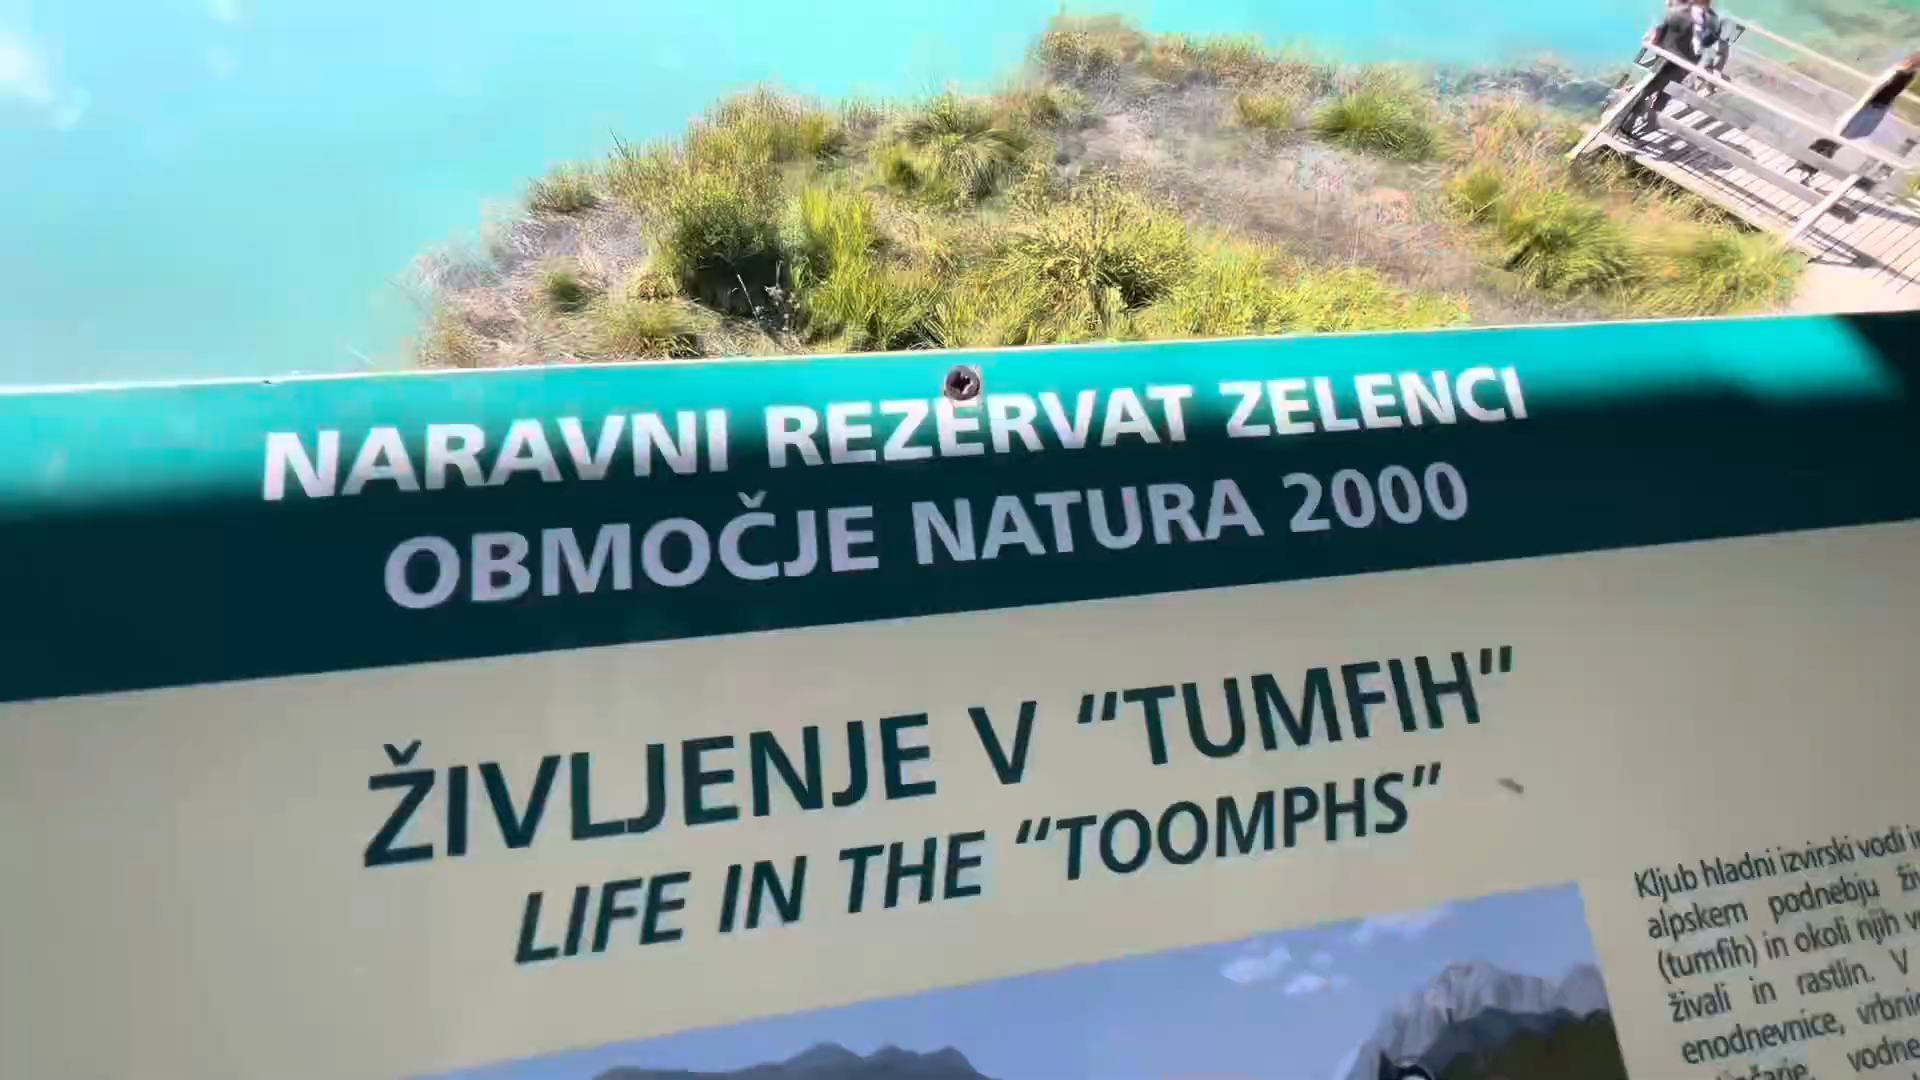 NARAVNI REZERVAT ZELENCI
OBMOČJE NATURA 2000
ŽIVLJENJE V “TUMFIH”
LIFE IN THE “TOOMPHS”
Kljub hladni izvirski vodi
alpskem podnebju
(tumfih) in okoli njih
živali in rastlin. V
enodnevnice,
vodne